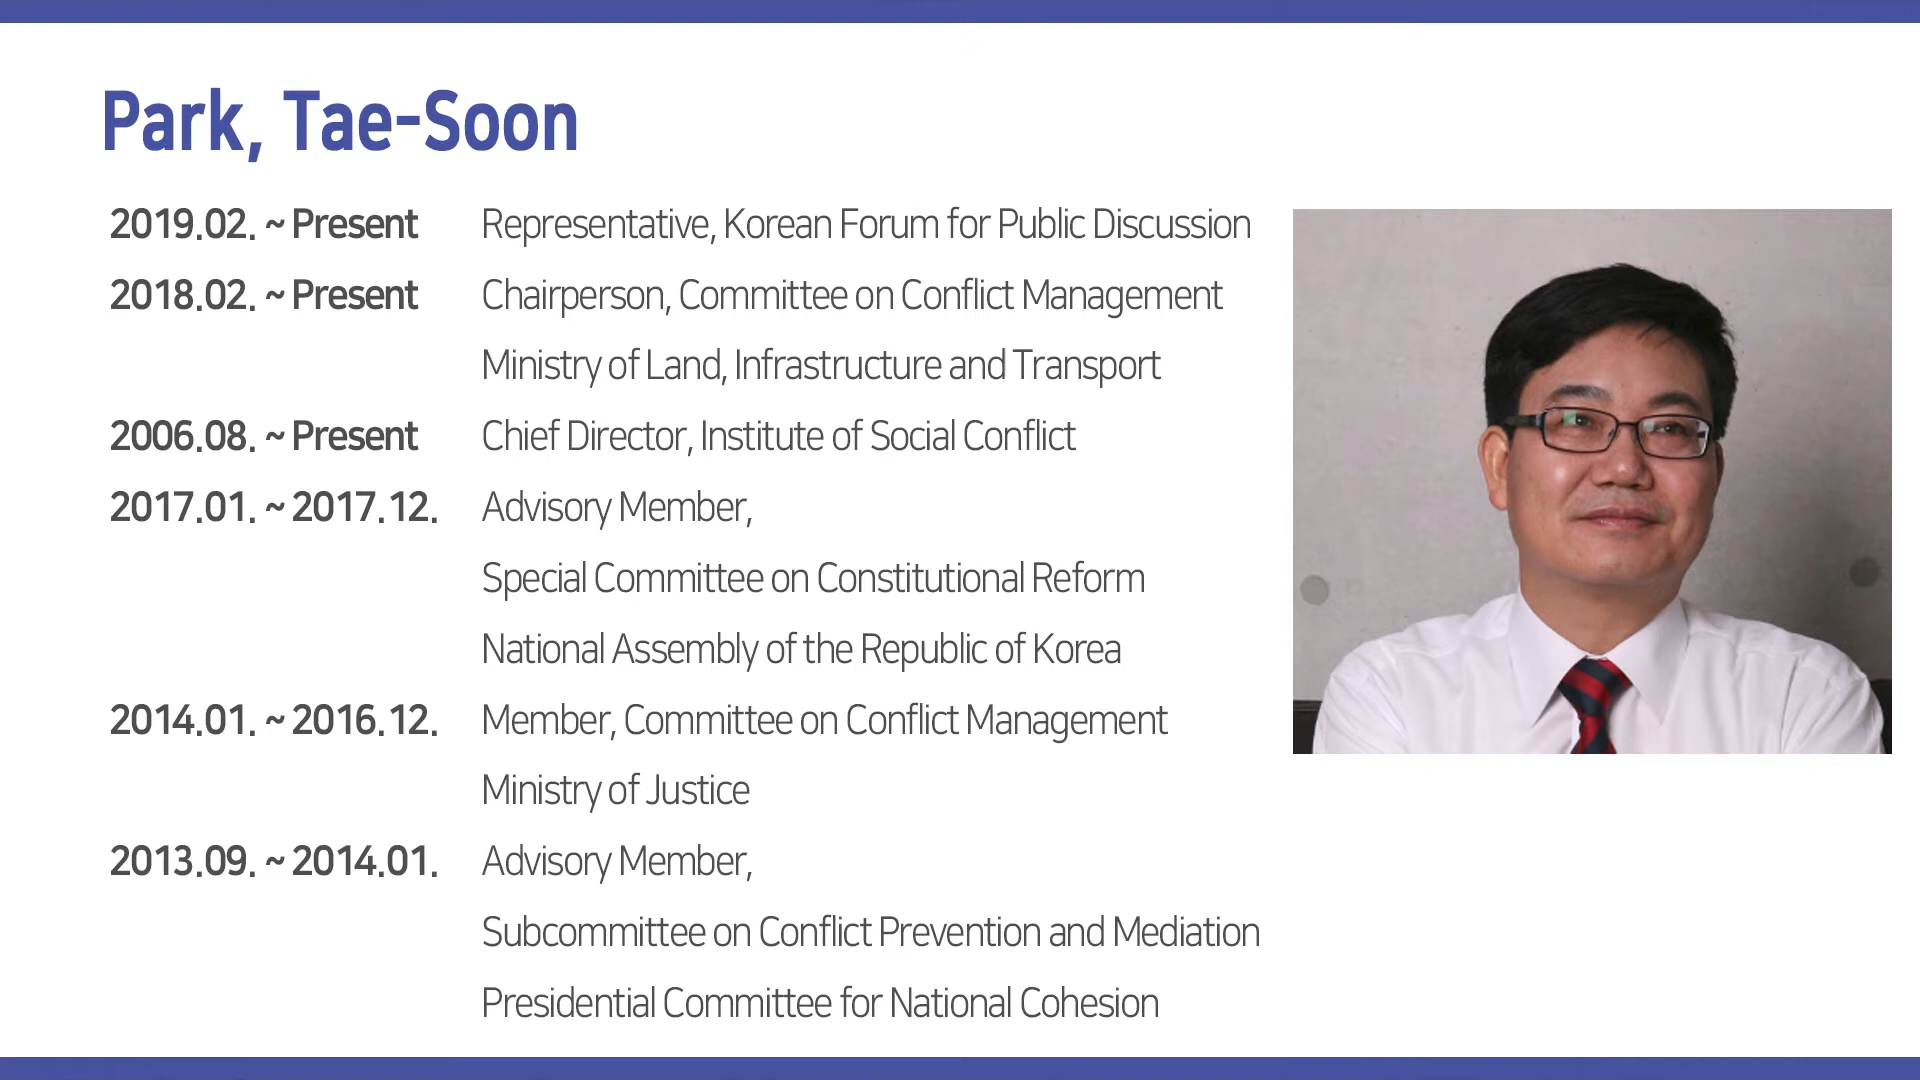 Park, Tae-Soon
2019.02. ~ Present Representative, Korean Forum for Public Discussion
2018.02. ~ Present Chairperson, Committee on Conflict Management
Ministry of Land, Infrastructure and Transport
2006.08. ~ Present Chief Director, Institute of Social Conflict
2017.01. ~ 2017.12. Advisory Member,
Special Committee on Constitutional Reform
National Assembly of the Republic of Korea
2014.01. ~ 2016.12. Member, Committee on Conflict Management
Ministry of Justice
2013.09. ~ 2014.01. Advisory Member,
Subcommittee on Conflict Prevention and Mediation
Presidential Committee for National Cohesion